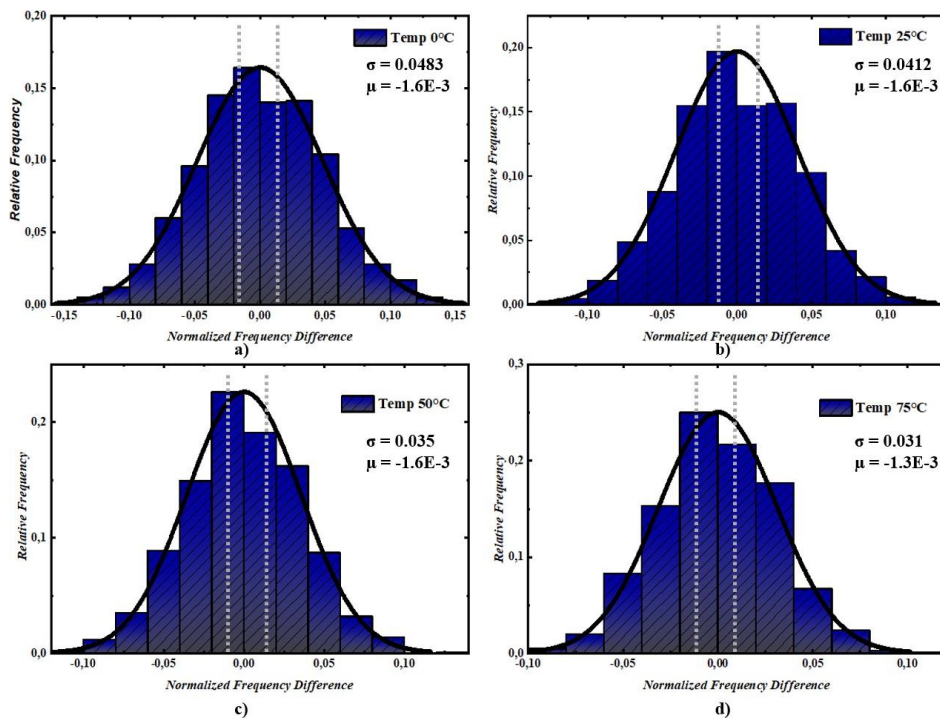 0,20
Temp 0°C
σ = 0.0483
μ = -1.6E-3
0,15
0,10
0,05
0,00
Relative Frequency
-0,15 -0,10 -0,05 0,00 0,05 0,10 0,15
Normalized Frequency Difference
a)
0,20
Temp 25°C
σ = 0.0412
μ = -1.6E-3
0,15
0,10
0,05
0,00
Relative Frequency
-0,10 -0,05 0,00 0,05 0,10
Normalized Frequency Difference
b)
Temp 50°C
σ = 0.035
μ = -1.6E-3
0,2
0,1
0,0
Relative Frequency
-0,10 -0,05 0,00 0,05 0,10
Normalized Frequency Difference
c)
0,3
Temp 75°C
σ = 0.031
μ = -1.3E-3
0,2
0,1
0,0
Relative Frequency
-0,10 -0,05 0,00 0,05 0,10
Normalized Frequency Difference
d)